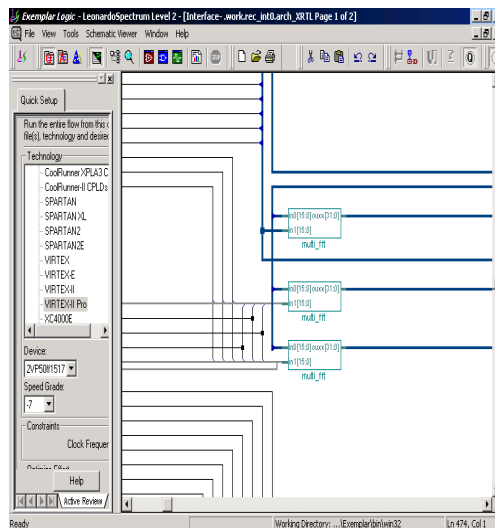 Exemplar Logic - LeonardoSpectrum Level 2 - [Interface- .work.rec_int0.arch_XRTL Page 1 of 2]
File View Tools Schematic Viewer Window Help
Quick Setup
Run the entire flow from this
file(s), technology and desired
Technology
CoolRunner XPLA3 C
CoolRunner-II CPLDs
SPARTAN
SPARTAN XL
SPARTAN2
SPARTAN2E
VIRTEX
VIRTEX-E
VIRTEX-II
VIRTEX-II Pro
XC4000E
Device:
2VP50ff1517
Speed Grade:
-7
Constraints
Clock Frequen
Help
Active Review
in0[15:0] ouxx[31:0]
in1[15:0]
multi_fft
in0[15:0] ouxx[31:0]
in1[15:0]
multi_fft
in0[15:0] ouxx[31:0]
in1[15:0]
multi_fft
Ready
Working Directory: ...\Exemplar\bin\win32
Ln 474, Col 1